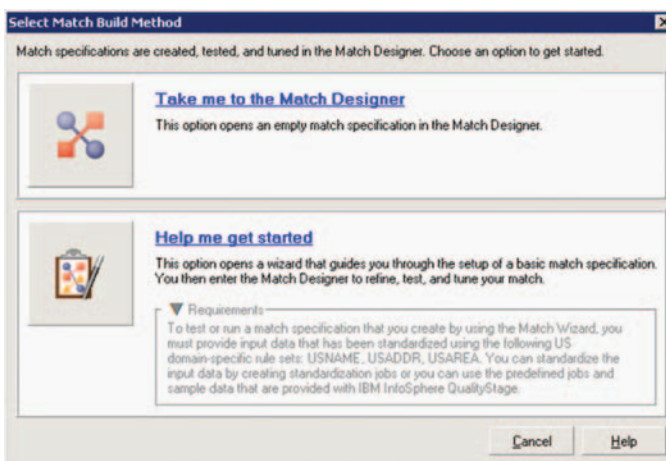 Select Match Build Method
Match specifications are created, tested, and tuned in the Match Designer. Choose an option to get started.
Take me to the Match Designer
This option opens an empty match specification in the Match Designer.
Help me get started
This option opens a wizard that guides you through the setup of a basic match specification.
You then enter the Match Designer to refine, test, and tune your match.
Requirements
To test or run a match specification that you create by using the Match Wizard, you
must provide input data that has been standardized using the following US
domain-specific rule sets: USNAME, USADDR, USAREA. You can standardize the
input data by creating standardization jobs or you can use the predefined jobs and
sample data that are provided with IBM InfoSphere QualityStage.
Cancel
Help